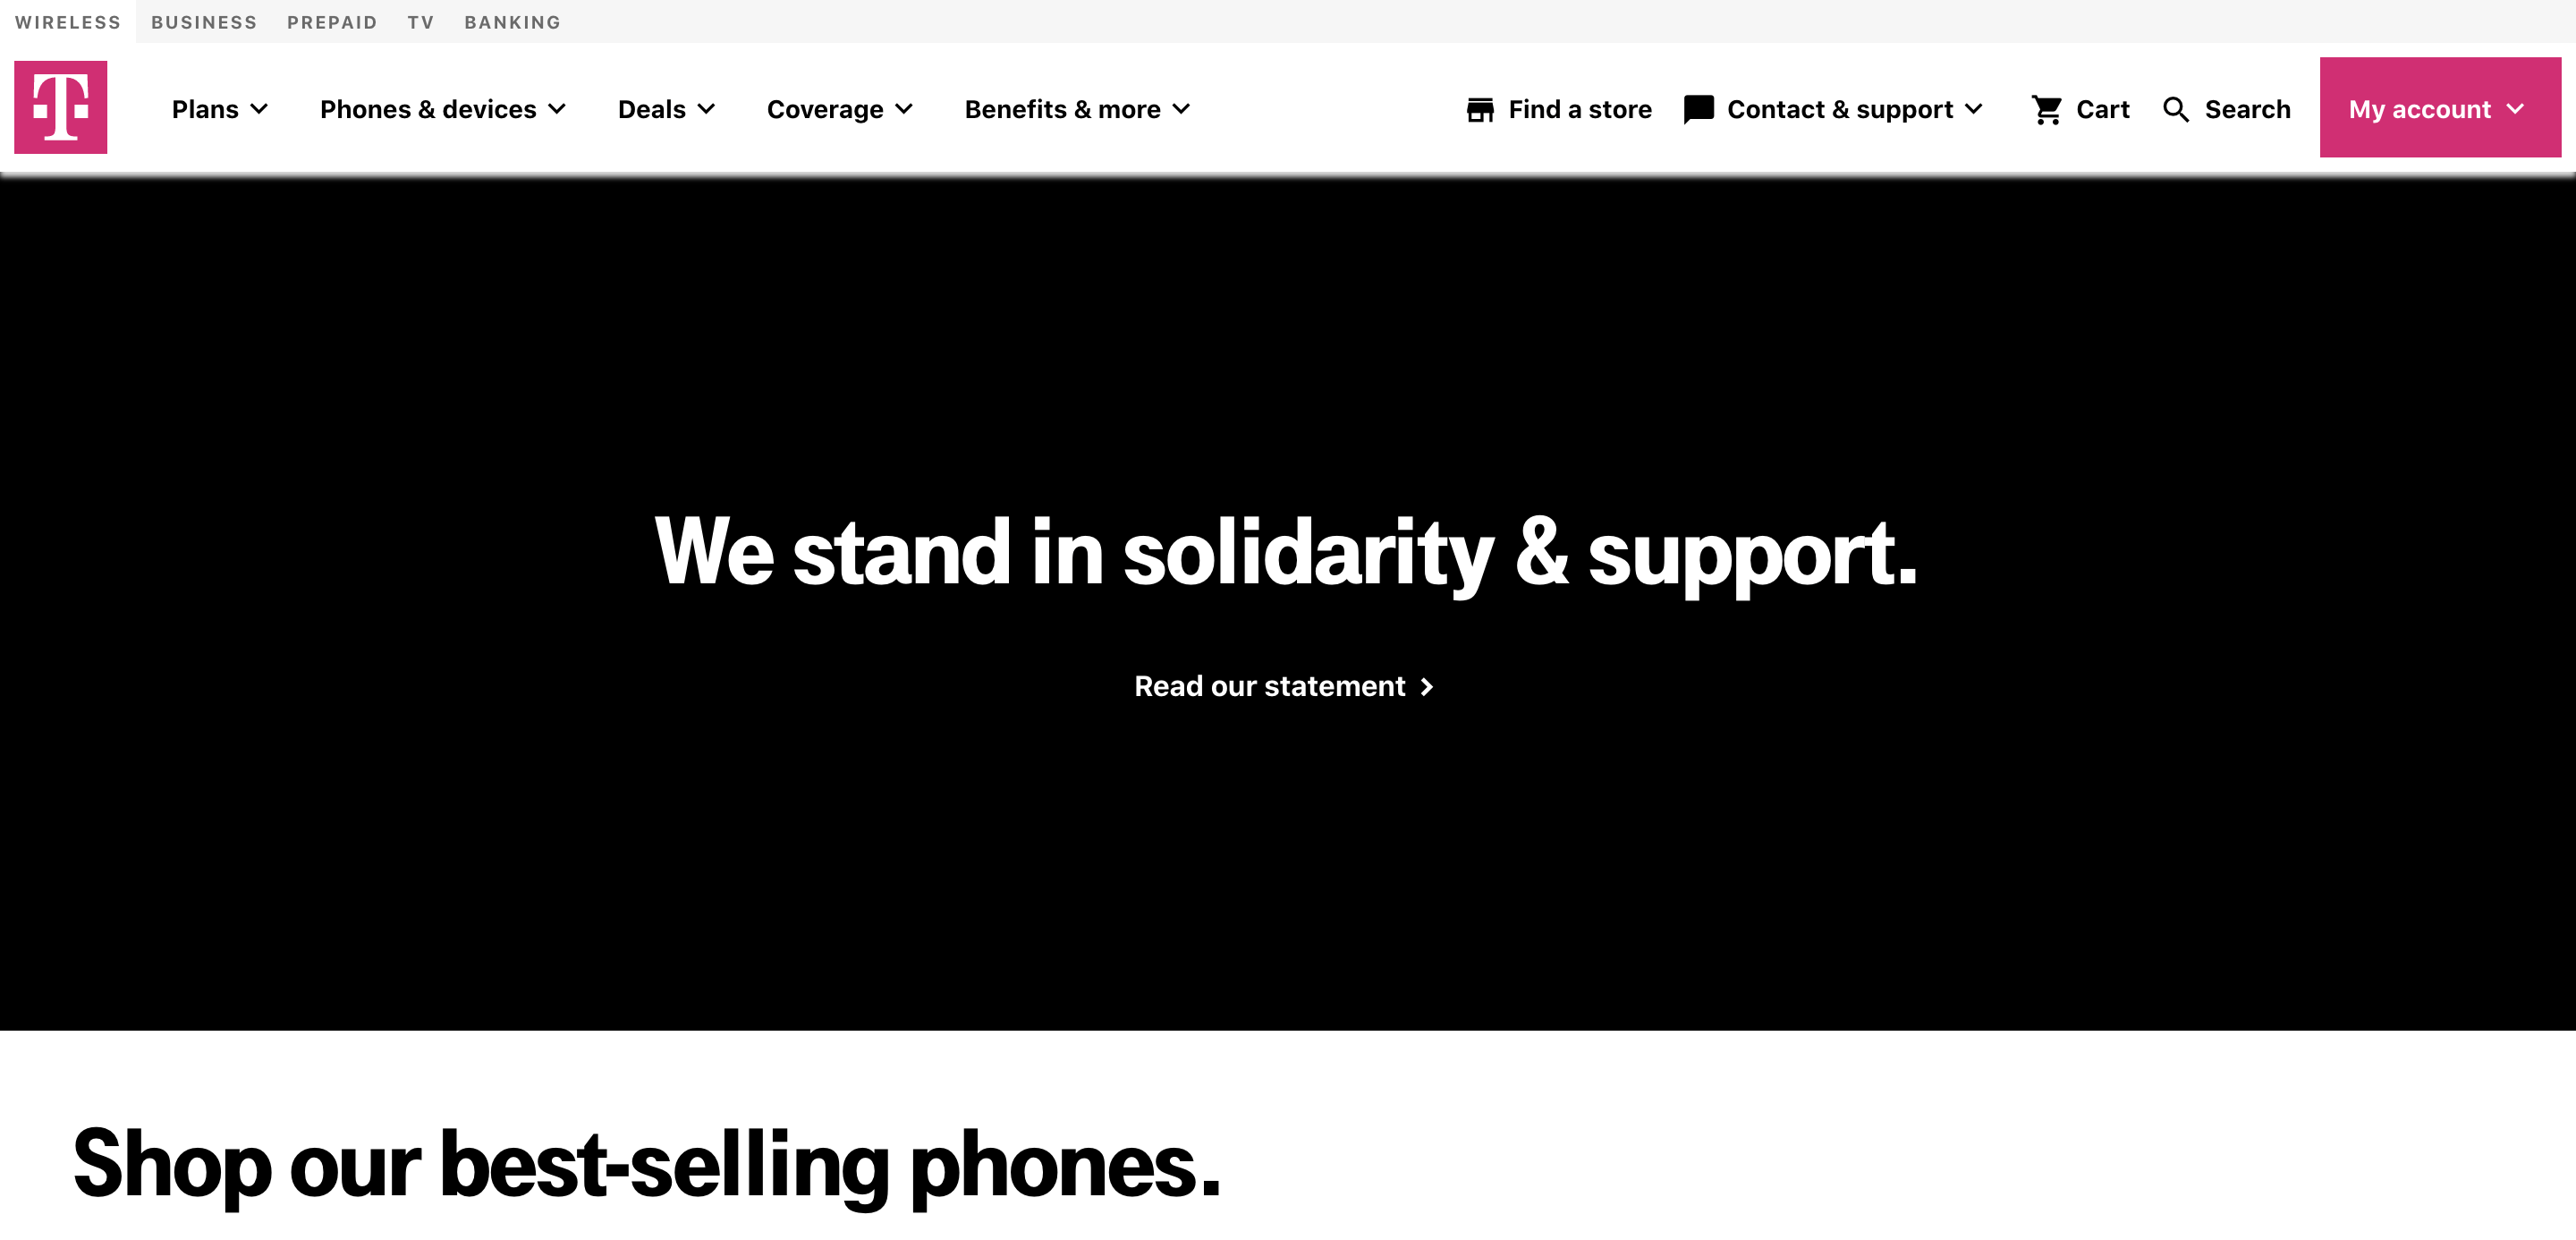 WIRELESS BUSINESS PREPAID TV BANKING
T Plans Phones & devices Deals Coverage Benefits & more Find a store Contact & support Cart Search My account
We stand in solidarity & support.
Read our statement
Shop our best-selling phones.